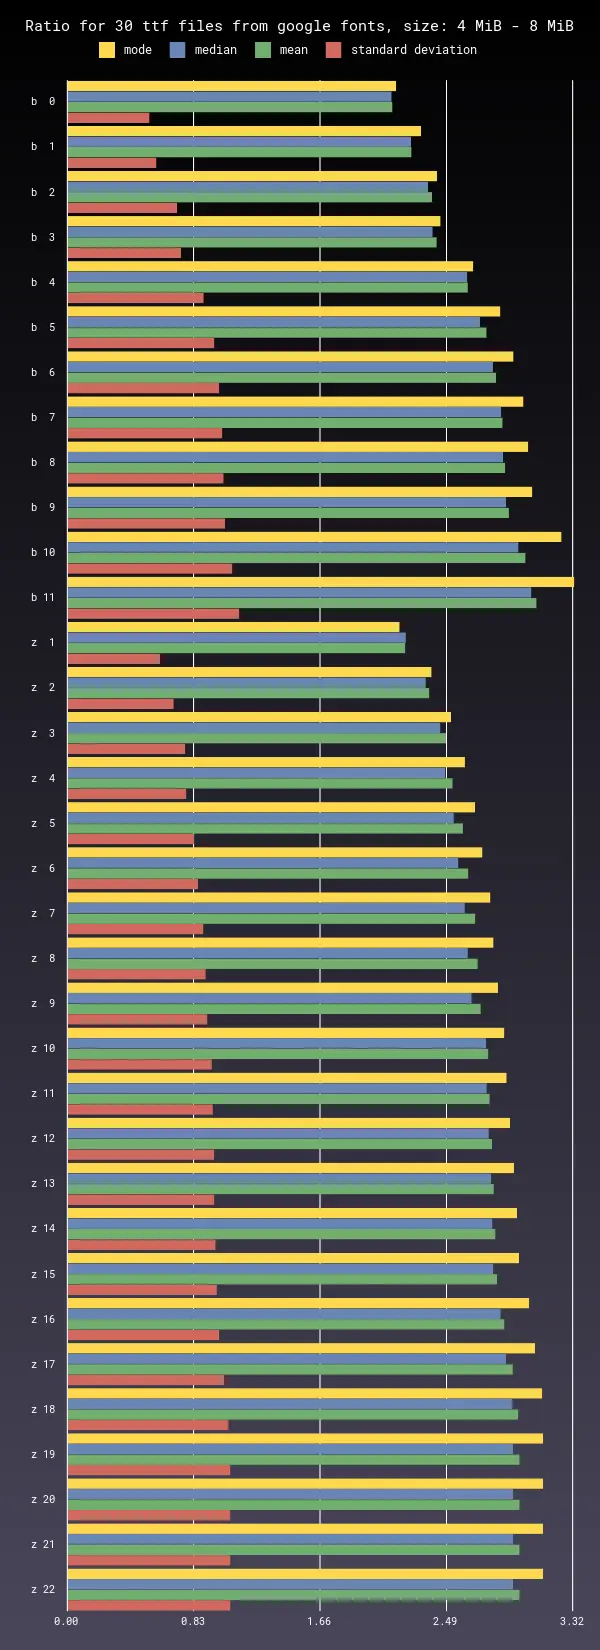 Ratio for 30 ttf files from google fonts, size: 4 MiB - 8 MiB
mode median mean standard deviation
b 0
b 1
b 2
b 3
b 4
b 5
b 6
b 7
b 8
b 9
b 10
b 11
z 1
z 2
z 3
z 4
z 5
z 6
z 7
z 8
z 9
z 10
z 11
z 12
z 13
z 14
z 15
z 16
z 17
z 18
z 19
z 20
z 21
z 22
0.00 0.83 1.66 2.49 3.32